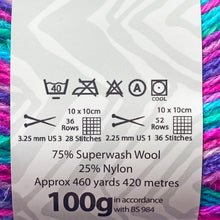 40
COOL
10 x 10cm
36
Rows
3.25 mm US 3 28 Stitches
10 x 10cm
52
Rows
2.25 mm US 1 36 Stitches
75% Superwash Wool
25% Nylon
Approx 460 yards 420 metres
100g in accordance
with BS 984